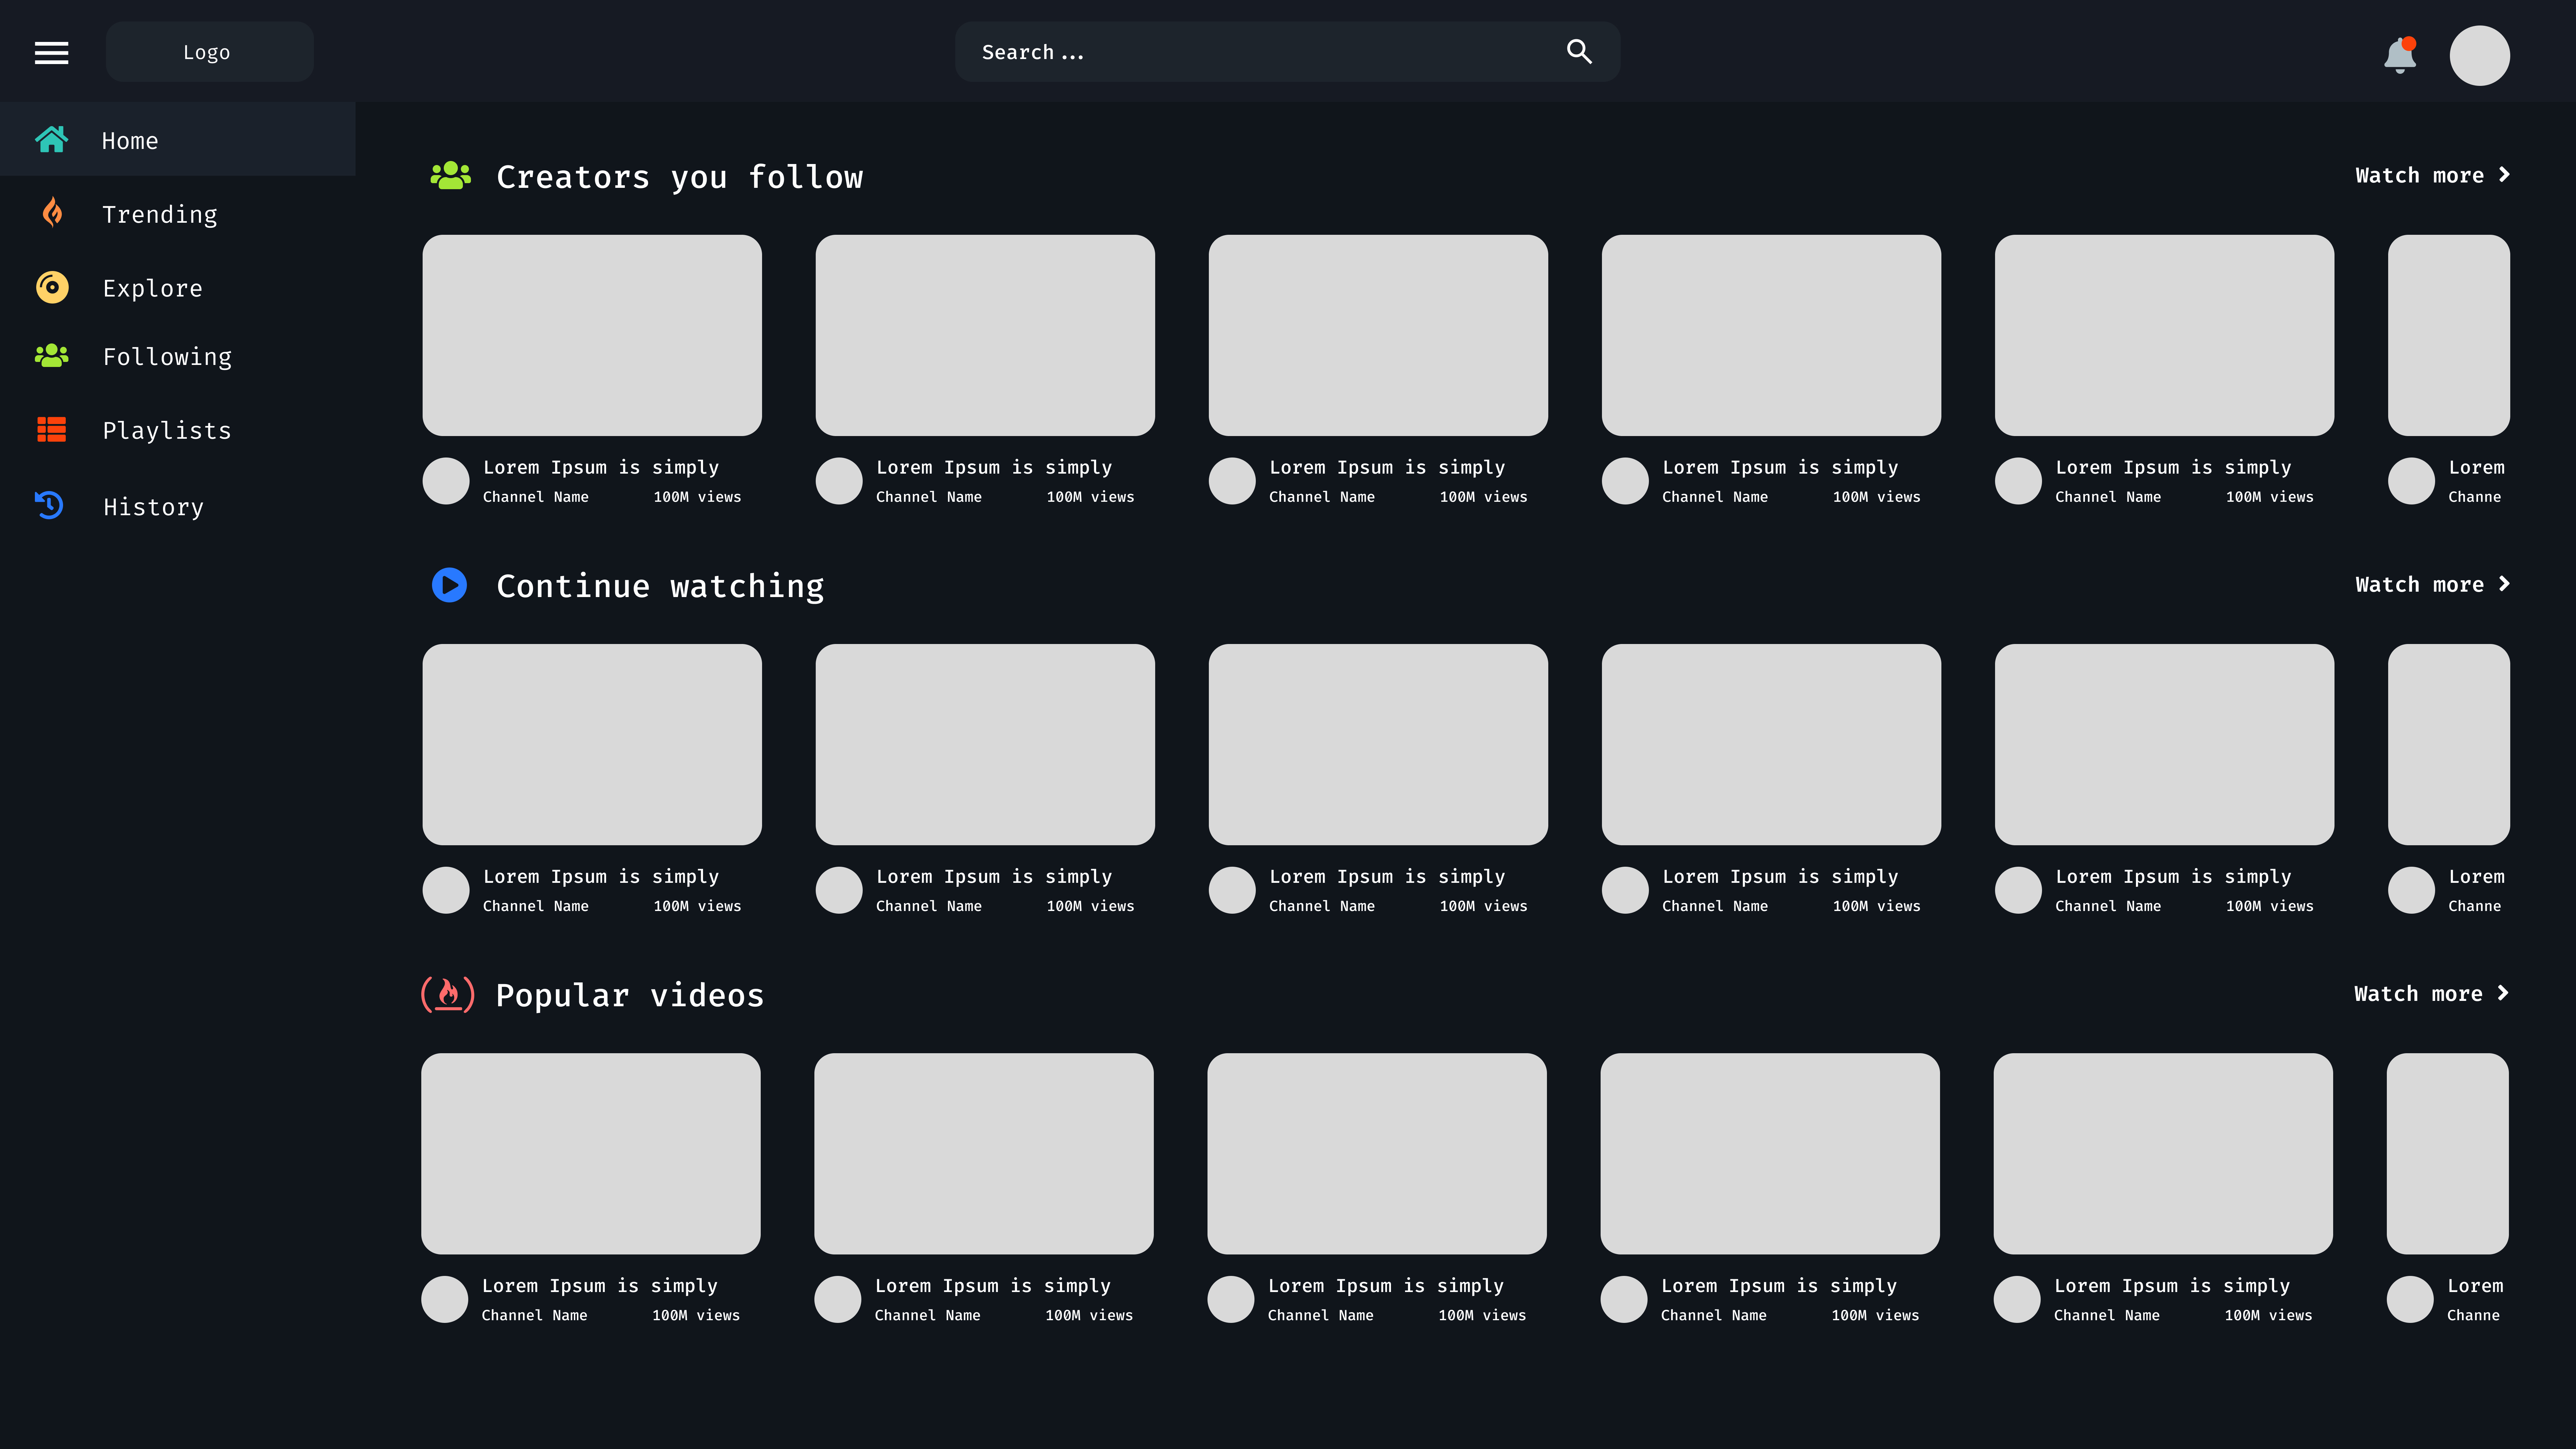 Logo
Search...
Home
Trending
Explore
Following
Playlists
History
Creators you follow
Watch more
Lorem Ipsum is simply
Channel Name 100M views
Lorem Ipsum is simply
Channel Name 100M views
Lorem Ipsum is simply
Channel Name 100M views
Lorem Ipsum is simply
Channel Name 100M views
Lorem Ipsum is simply
Channel Name 100M views
Lorem
Channe
Continue watching
Watch more
Lorem Ipsum is simply
Channel Name 100M views
Lorem Ipsum is simply
Channel Name 100M views
Lorem Ipsum is simply
Channel Name 100M views
Lorem Ipsum is simply
Channel Name 100M views
Lorem Ipsum is simply
Channel Name 100M views
Lorem
Channe
Popular videos
Watch more
Lorem Ipsum is simply
Channel Name 100M views
Lorem Ipsum is simply
Channel Name 100M views
Lorem Ipsum is simply
Channel Name 100M views
Lorem Ipsum is simply
Channel Name 100M views
Lorem Ipsum is simply
Channel Name 100M views
Lorem
Channe